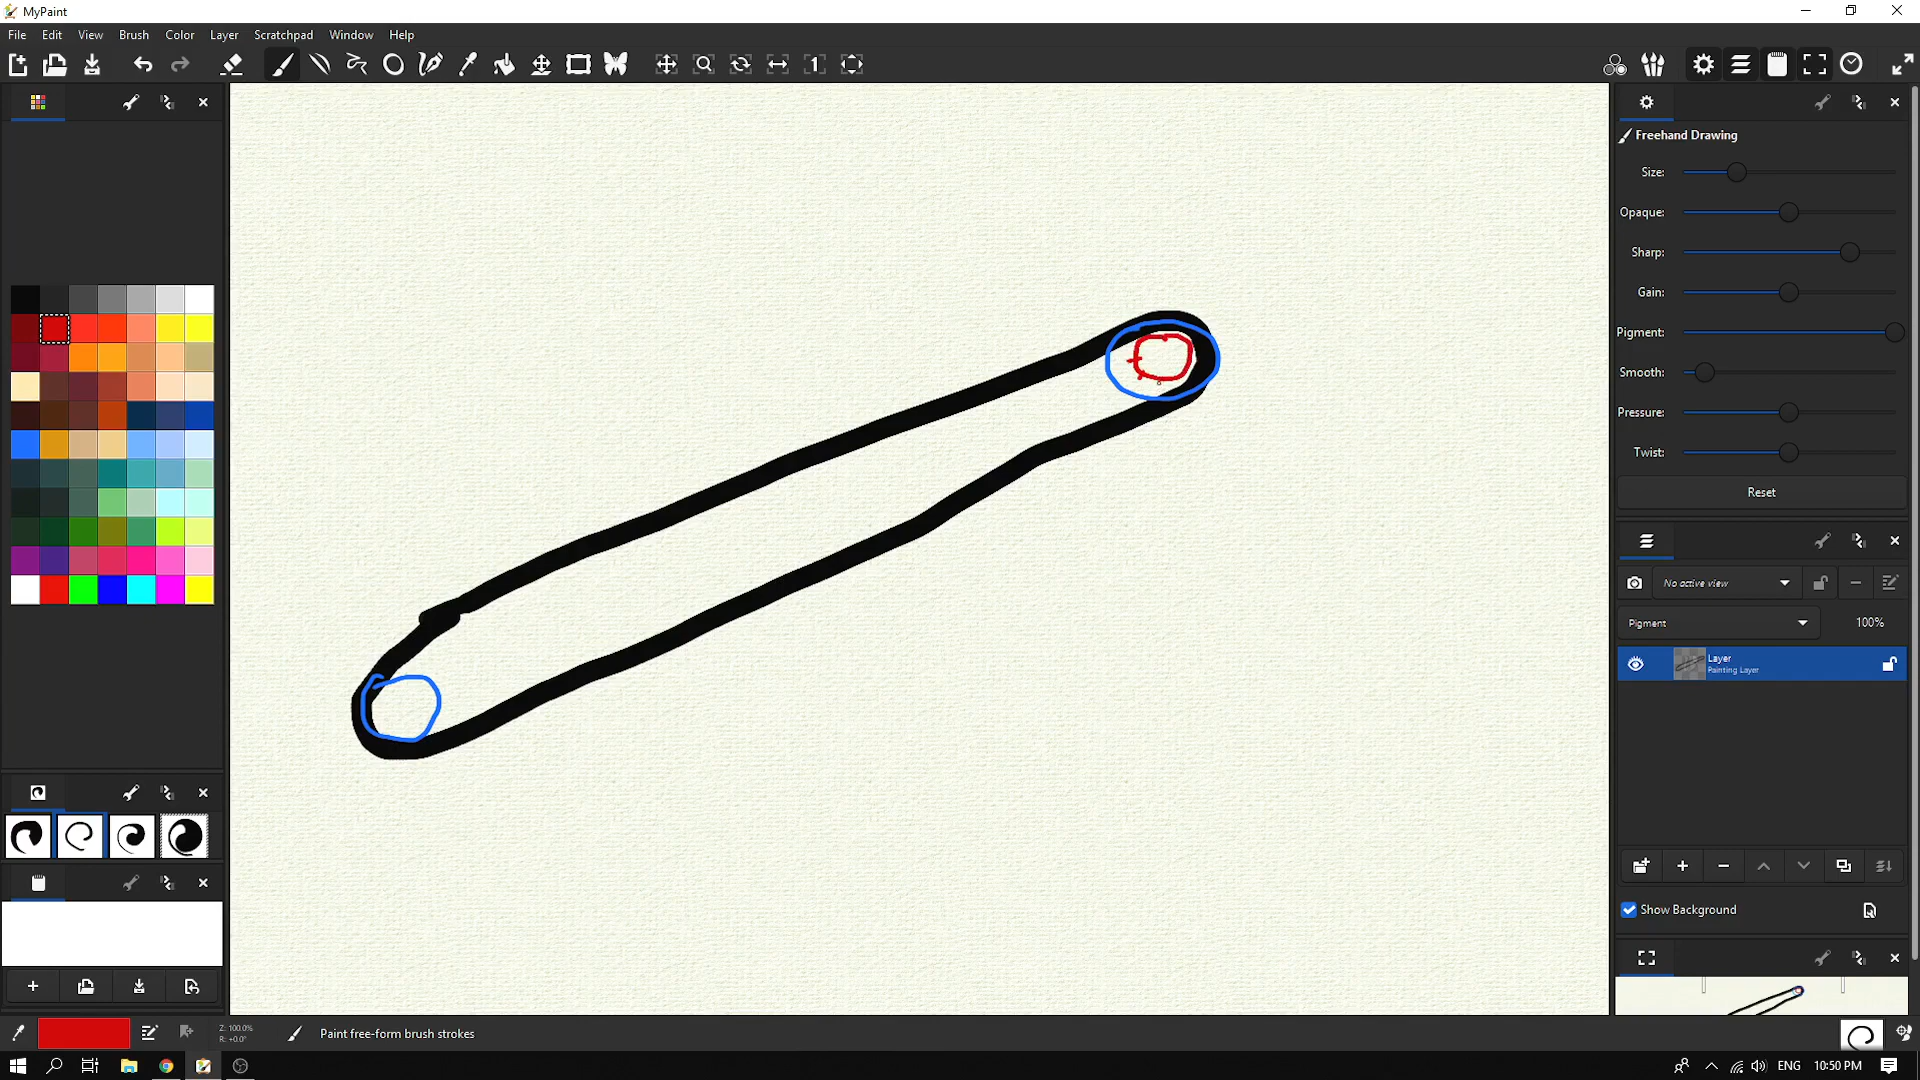 MyPaint
File Edit View Brush Color Layer Scratchpad Window Help
Freehand Drawing
Size:
Opaque:
Sharp:
Gain:
Pigment:
Smooth:
Pressure:
Twist:
Reset
No active view
Pigment 100%
Layer
Painting Layer
Show Background
Z: 100.0%
R: +0.0°
Paint free-form brush strokes
ENG 10:50 PM